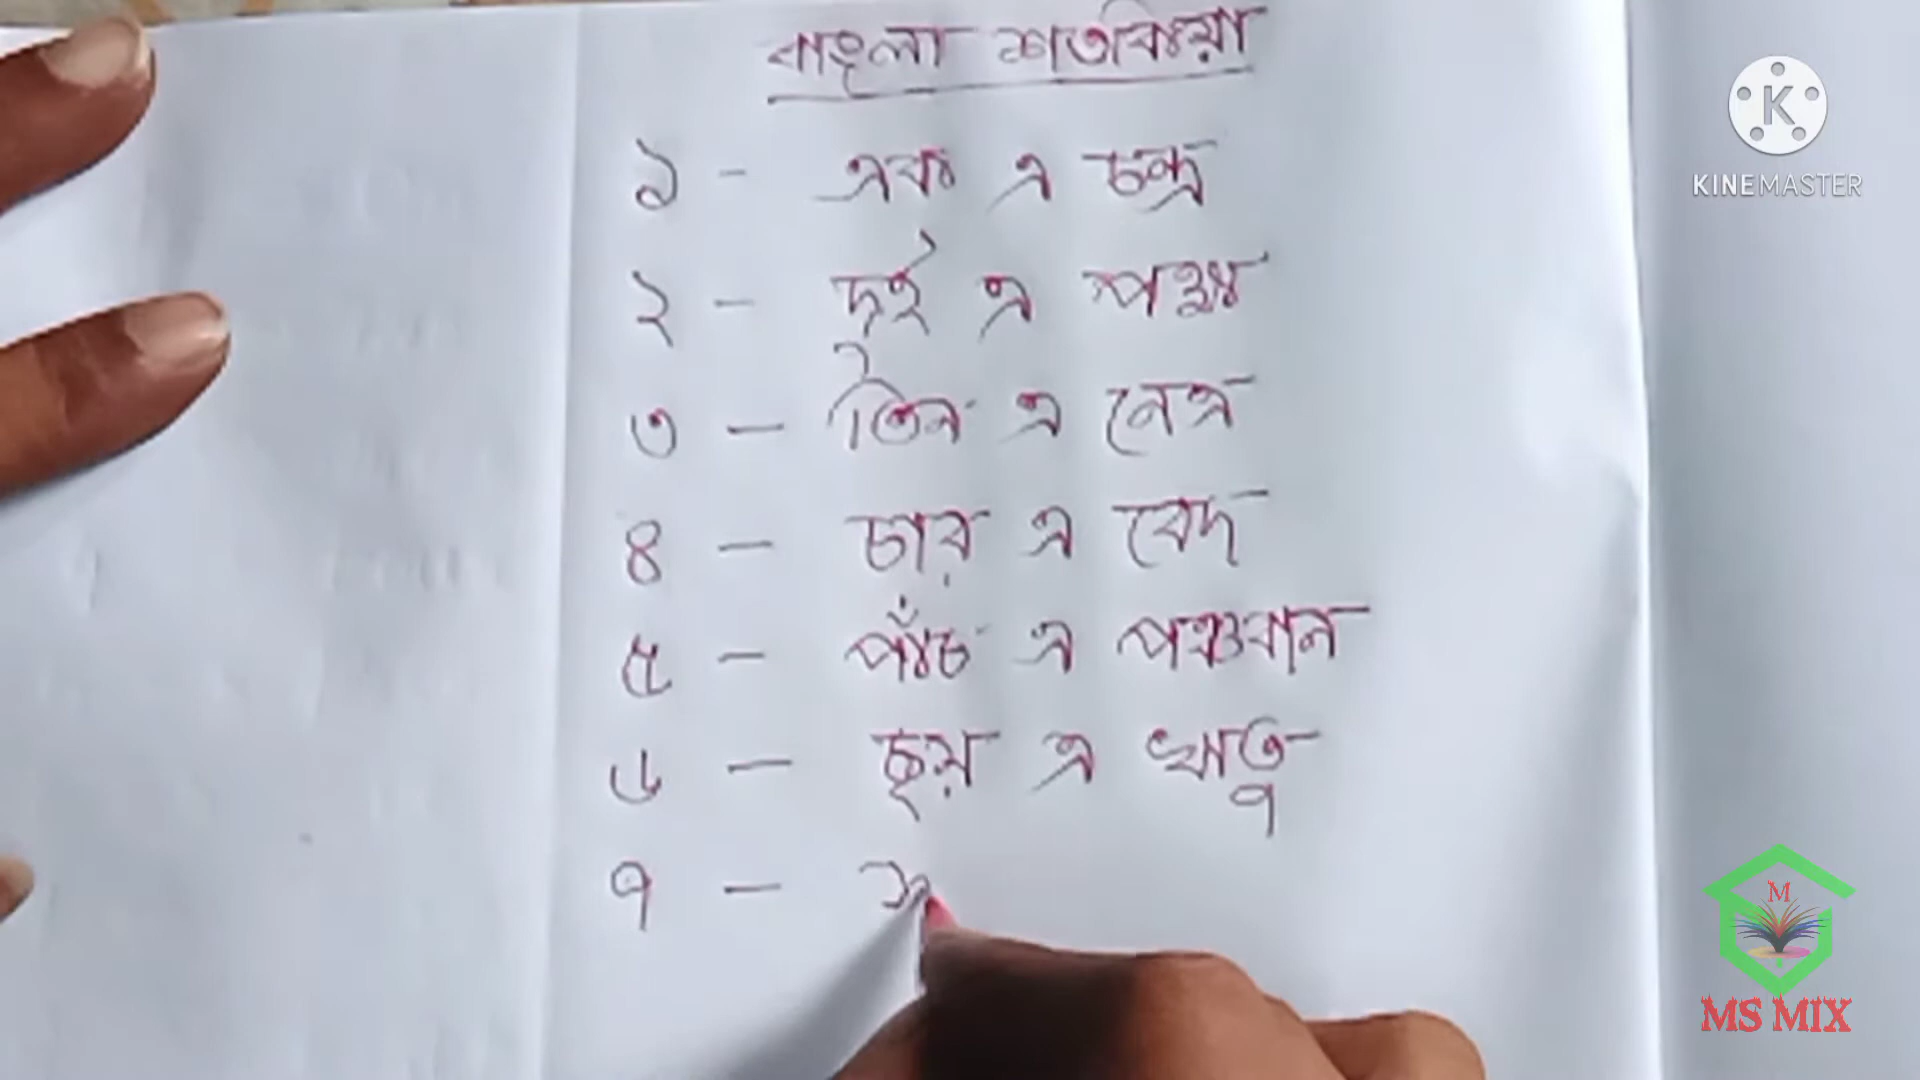 বাংলা শতকিয়া
১ - এক এ চন্দ্র
২ - দুই এ পক্ষ
৩ - তিন এ নেত্র
৪ - চার এ বেদ
৫ - পাঁচ এ পঞ্চবান
৬ - ছয় এ ঋতু
৭ - স
K
KINEMASTER
M
MS MIX